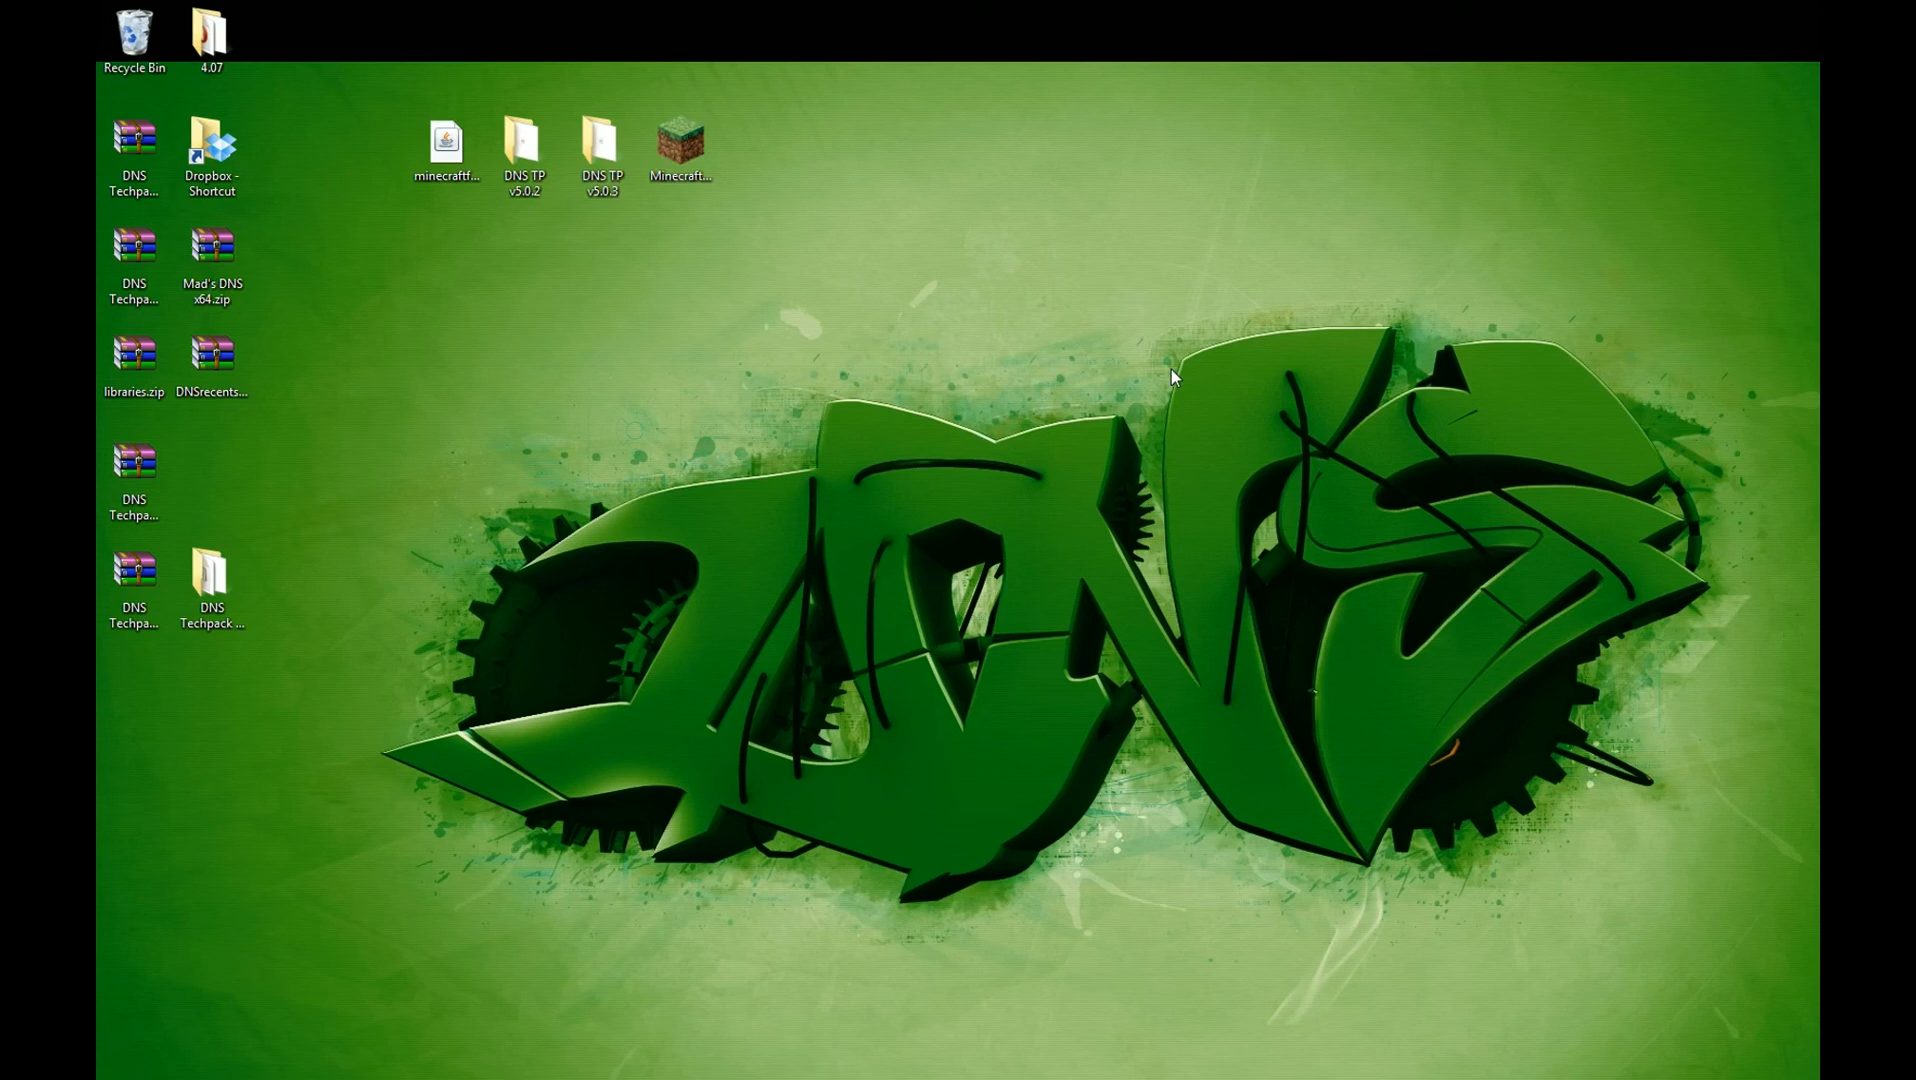 Recycle Bin
4.07
DNS
Techpa...
Dropbox -
Shortcut
minecraftf...
DNS TP
v5.0.2
DNS TP
v5.0.3
Minecraft...
DNS
Techpa...
Mad's DNS
x64.zip
libraries.zip
DNSrecents...
DNS
Techpa...
DNS
Techpa...
DNS
Techpack ...
DNS